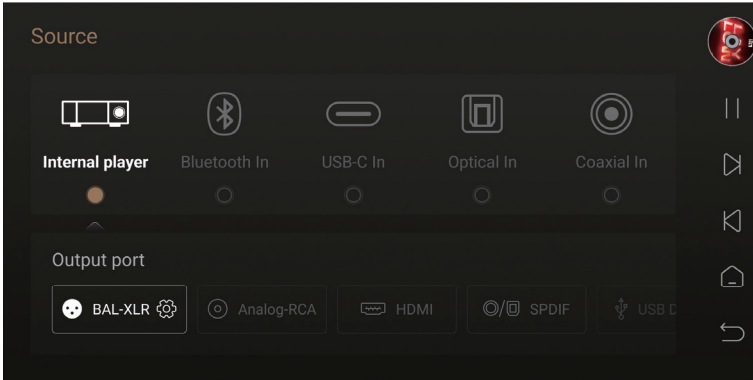 Source
Internal player
Bluetooth In
USB-C In
Optical In
Coaxial In
Output port
BAL-XLR
Analog-RCA
HDMI
SPDIF
USB D